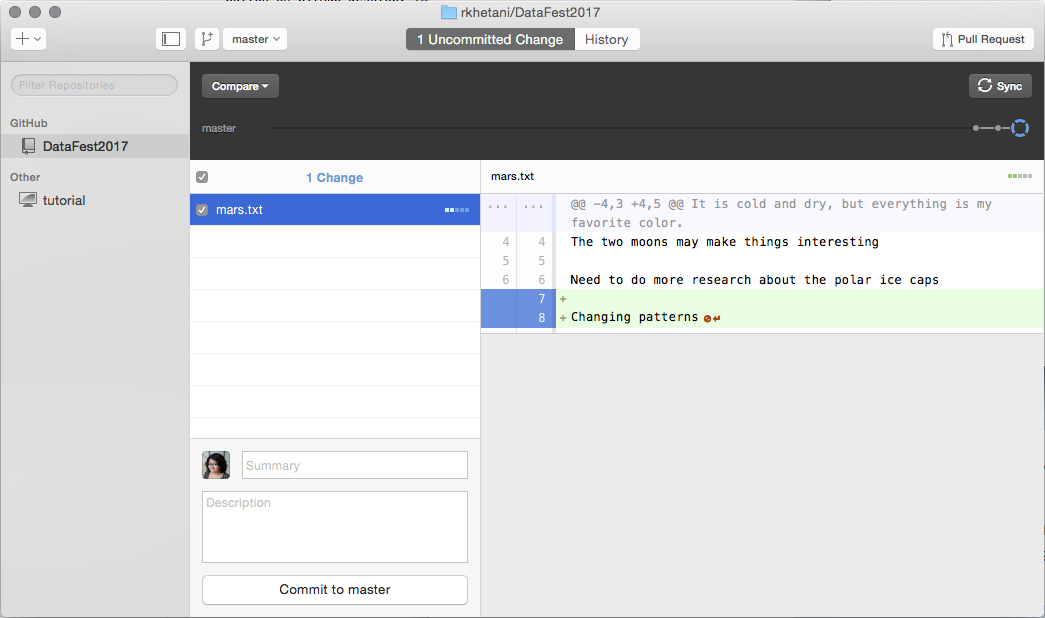 rkhetani/DataFest2017
master
1 Uncommitted Change
History
Pull Request
Filter Repositories
GitHub
DataFest2017
Other
tutorial
Compare
Sync
master
1 Change
mars.txt
Summary
Description
Commit to master
mars.txt
... ... @@ -4,3 +4,5 @@ It is cold and dry, but everything is my
favorite color.
4 4 The two moons may make things interesting
5 5
6 6 Need to do more research about the polar ice caps
7 +
8 + Changing patterns